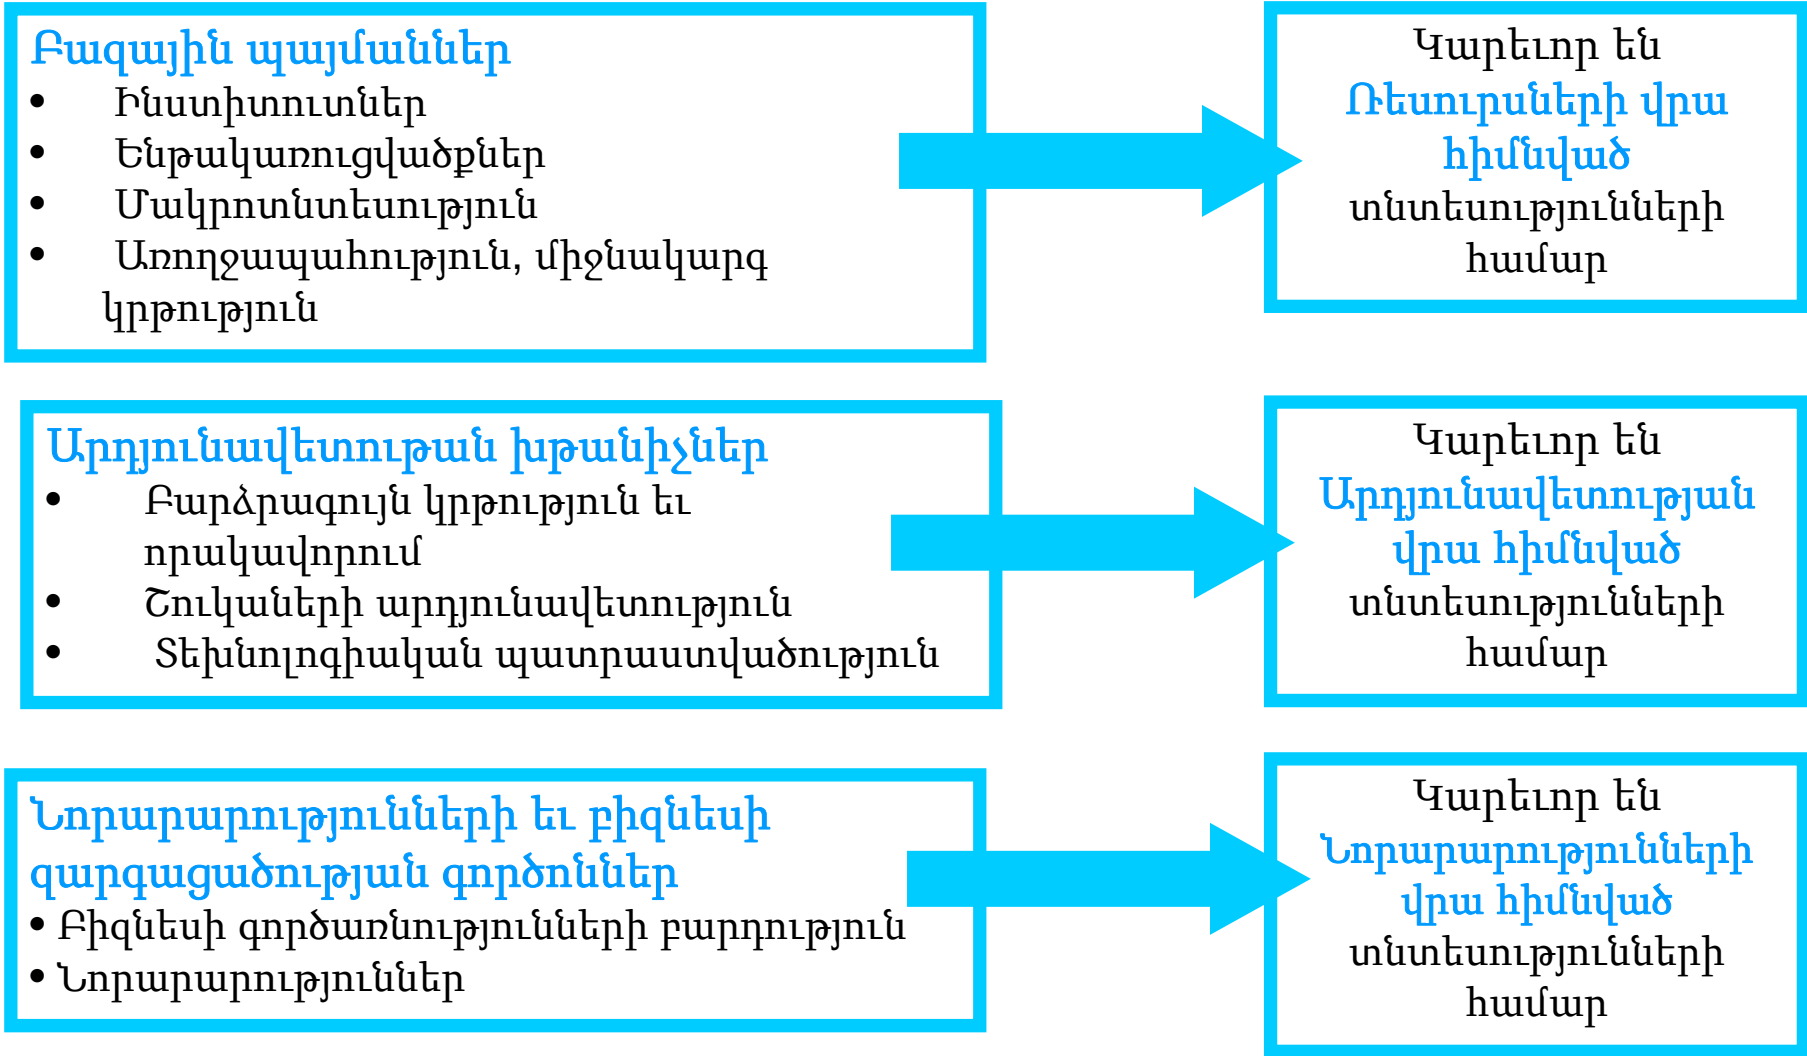 Բազային պայմաններ
• Ինստիտուտներ
• Ենթակառուցվածքներ
• Մակրոտնտեսություն
• Առողջապահություն, միջնակարգ
կրթություն
Կարեւոր են
Ռեսուրսների վրա
հիմնված
տնտեսությունների
համար
Արդյունավետութան խթանիչներ
• Բարձրագույն կրթություն եւ
որակավորում
• Շուկաների արդյունավետություն
• Տեխնոլոգիական պատրաստվածություն
Կարեւոր են
Արդյունավետության
վրա հիմնված
տնտեսությունների
համար
Նորարարությունների եւ բիզնեսի
զարգացածության գործոններ
• Բիզնեսի գործառնությունների բարդություն
• Նորարարություններ
Կարեւոր են
Նորարարությունների
վրա հիմնված
տնտեսությունների
համար